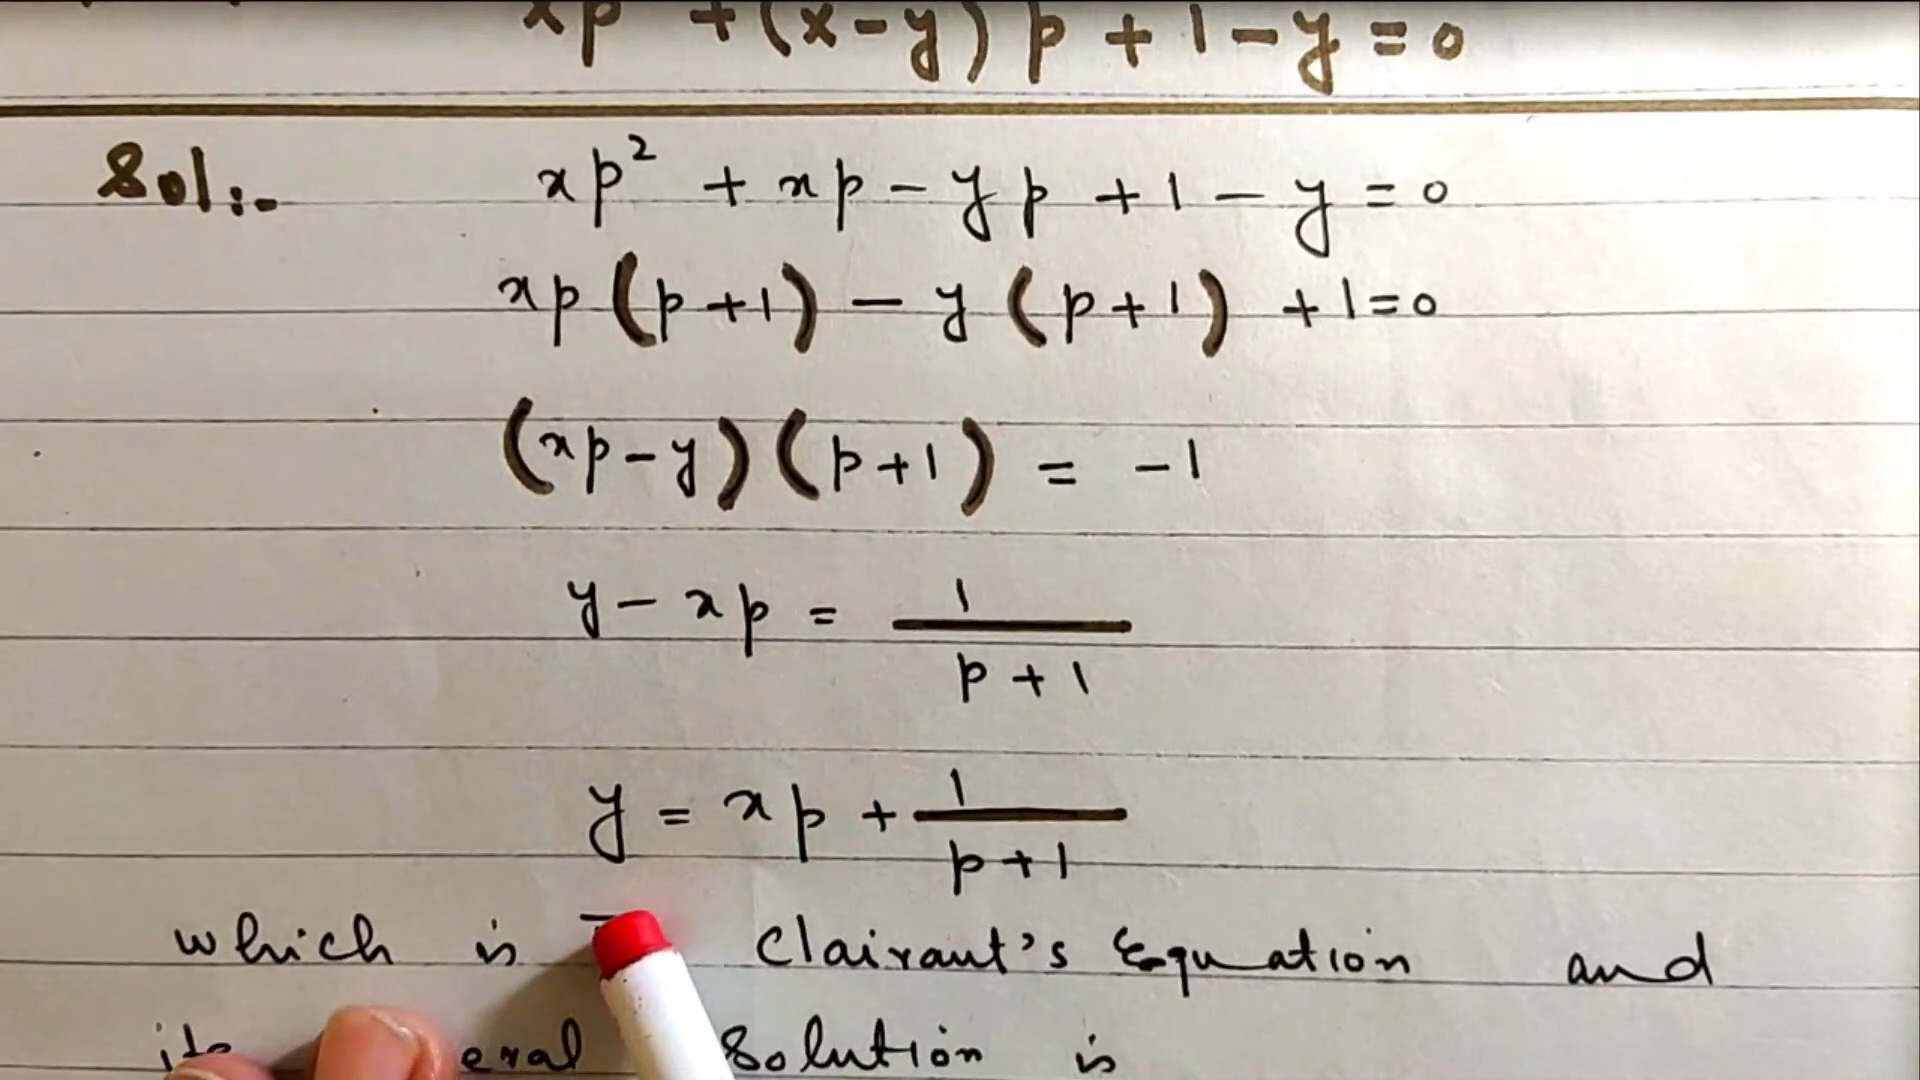 xp + (x-y) p + 1 - y = 0
Sol:-
xp² + xp - yp + 1 - y = 0
xp (p+1) - y (p+1) + 1 = 0
(xp - y) (p+1) = -1
y - xp = 1 / p+1
y = xp + 1 / p+1
which is Clairaut's Equation and
Solution is